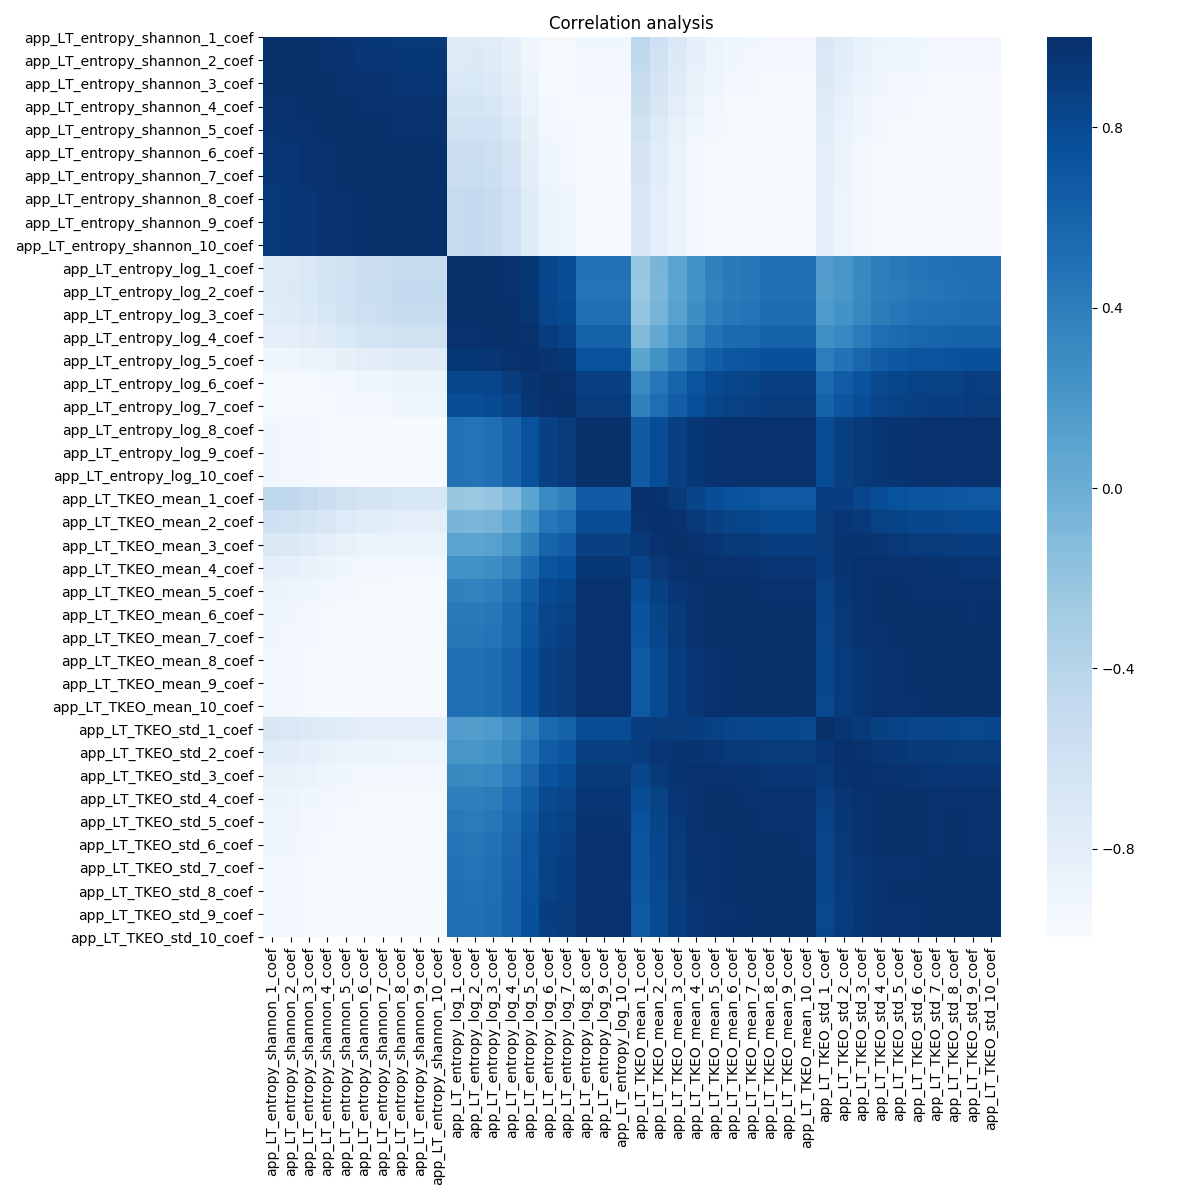 Correlation analysis
app_LT_entropy_shannon_1_coef
app_LT_entropy_shannon_2_coef
app_LT_entropy_shannon_3_coef
app_LT_entropy_shannon_4_coef
app_LT_entropy_shannon_5_coef
app_LT_entropy_shannon_6_coef
app_LT_entropy_shannon_7_coef
app_LT_entropy_shannon_8_coef
app_LT_entropy_shannon_9_coef
app_LT_entropy_shannon_10_coef
app_LT_entropy_log_1_coef
app_LT_entropy_log_2_coef
app_LT_entropy_log_3_coef
app_LT_entropy_log_4_coef
app_LT_entropy_log_5_coef
app_LT_entropy_log_6_coef
app_LT_entropy_log_7_coef
app_LT_entropy_log_8_coef
app_LT_entropy_log_9_coef
app_LT_entropy_log_10_coef
app_LT_TKEO_mean_1_coef
app_LT_TKEO_mean_2_coef
app_LT_TKEO_mean_3_coef
app_LT_TKEO_mean_4_coef
app_LT_TKEO_mean_5_coef
app_LT_TKEO_mean_6_coef
app_LT_TKEO_mean_7_coef
app_LT_TKEO_mean_8_coef
app_LT_TKEO_mean_9_coef
app_LT_TKEO_mean_10_coef
app_LT_TKEO_std_1_coef
app_LT_TKEO_std_2_coef
app_LT_TKEO_std_3_coef
app_LT_TKEO_std_4_coef
app_LT_TKEO_std_5_coef
app_LT_TKEO_std_6_coef
app_LT_TKEO_std_7_coef
app_LT_TKEO_std_8_coef
app_LT_TKEO_std_9_coef
app_LT_TKEO_std_10_coef
app_LT_entropy_shannon_1_coef
app_LT_entropy_shannon_2_coef
app_LT_entropy_shannon_3_coef
app_LT_entropy_shannon_4_coef
app_LT_entropy_shannon_5_coef
app_LT_entropy_shannon_6_coef
app_LT_entropy_shannon_7_coef
app_LT_entropy_shannon_8_coef
app_LT_entropy_shannon_9_coef
app_LT_entropy_shannon_10_coef
app_LT_entropy_log_1_coef
app_LT_entropy_log_2_coef
app_LT_entropy_log_3_coef
app_LT_entropy_log_4_coef
app_LT_entropy_log_5_coef
app_LT_entropy_log_6_coef
app_LT_entropy_log_7_coef
app_LT_entropy_log_8_coef
app_LT_entropy_log_9_coef
app_LT_entropy_log_10_coef
app_LT_TKEO_mean_1_coef
app_LT_TKEO_mean_2_coef
app_LT_TKEO_mean_3_coef
app_LT_TKEO_mean_4_coef
app_LT_TKEO_mean_5_coef
app_LT_TKEO_mean_6_coef
app_LT_TKEO_mean_7_coef
app_LT_TKEO_mean_8_coef
app_LT_TKEO_mean_9_coef
app_LT_TKEO_mean_10_coef
app_LT_TKEO_std_1_coef
app_LT_TKEO_std_2_coef
app_LT_TKEO_std_3_coef
app_LT_TKEO_std_4_coef
app_LT_TKEO_std_5_coef
app_LT_TKEO_std_6_coef
app_LT_TKEO_std_7_coef
app_LT_TKEO_std_8_coef
app_LT_TKEO_std_9_coef
app_LT_TKEO_std_10_coef
0.8
0.4
0.0
−0.4
−0.8